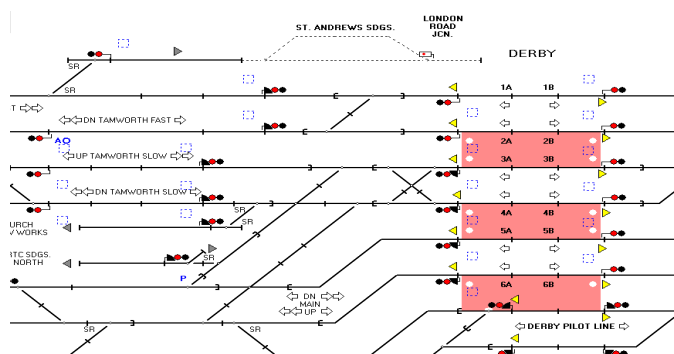 ST. ANDREWS SDGS.
LONDON
ROAD
JCN.
DERBY
SR
SR
1A 1B
T
DN TAMWORTH FAST
AO
2A 2B
UP TAMWORTH SLOW
3A 3B
DN TAMWORTH SLOW
SR
4A 4B
URCH
W WORKS
SR
5A 5B
RTC SDGS.
NORTH
SR
P
6A 6B
DN
MAIN
UP
SR
SR
DERBY PILOT LINE